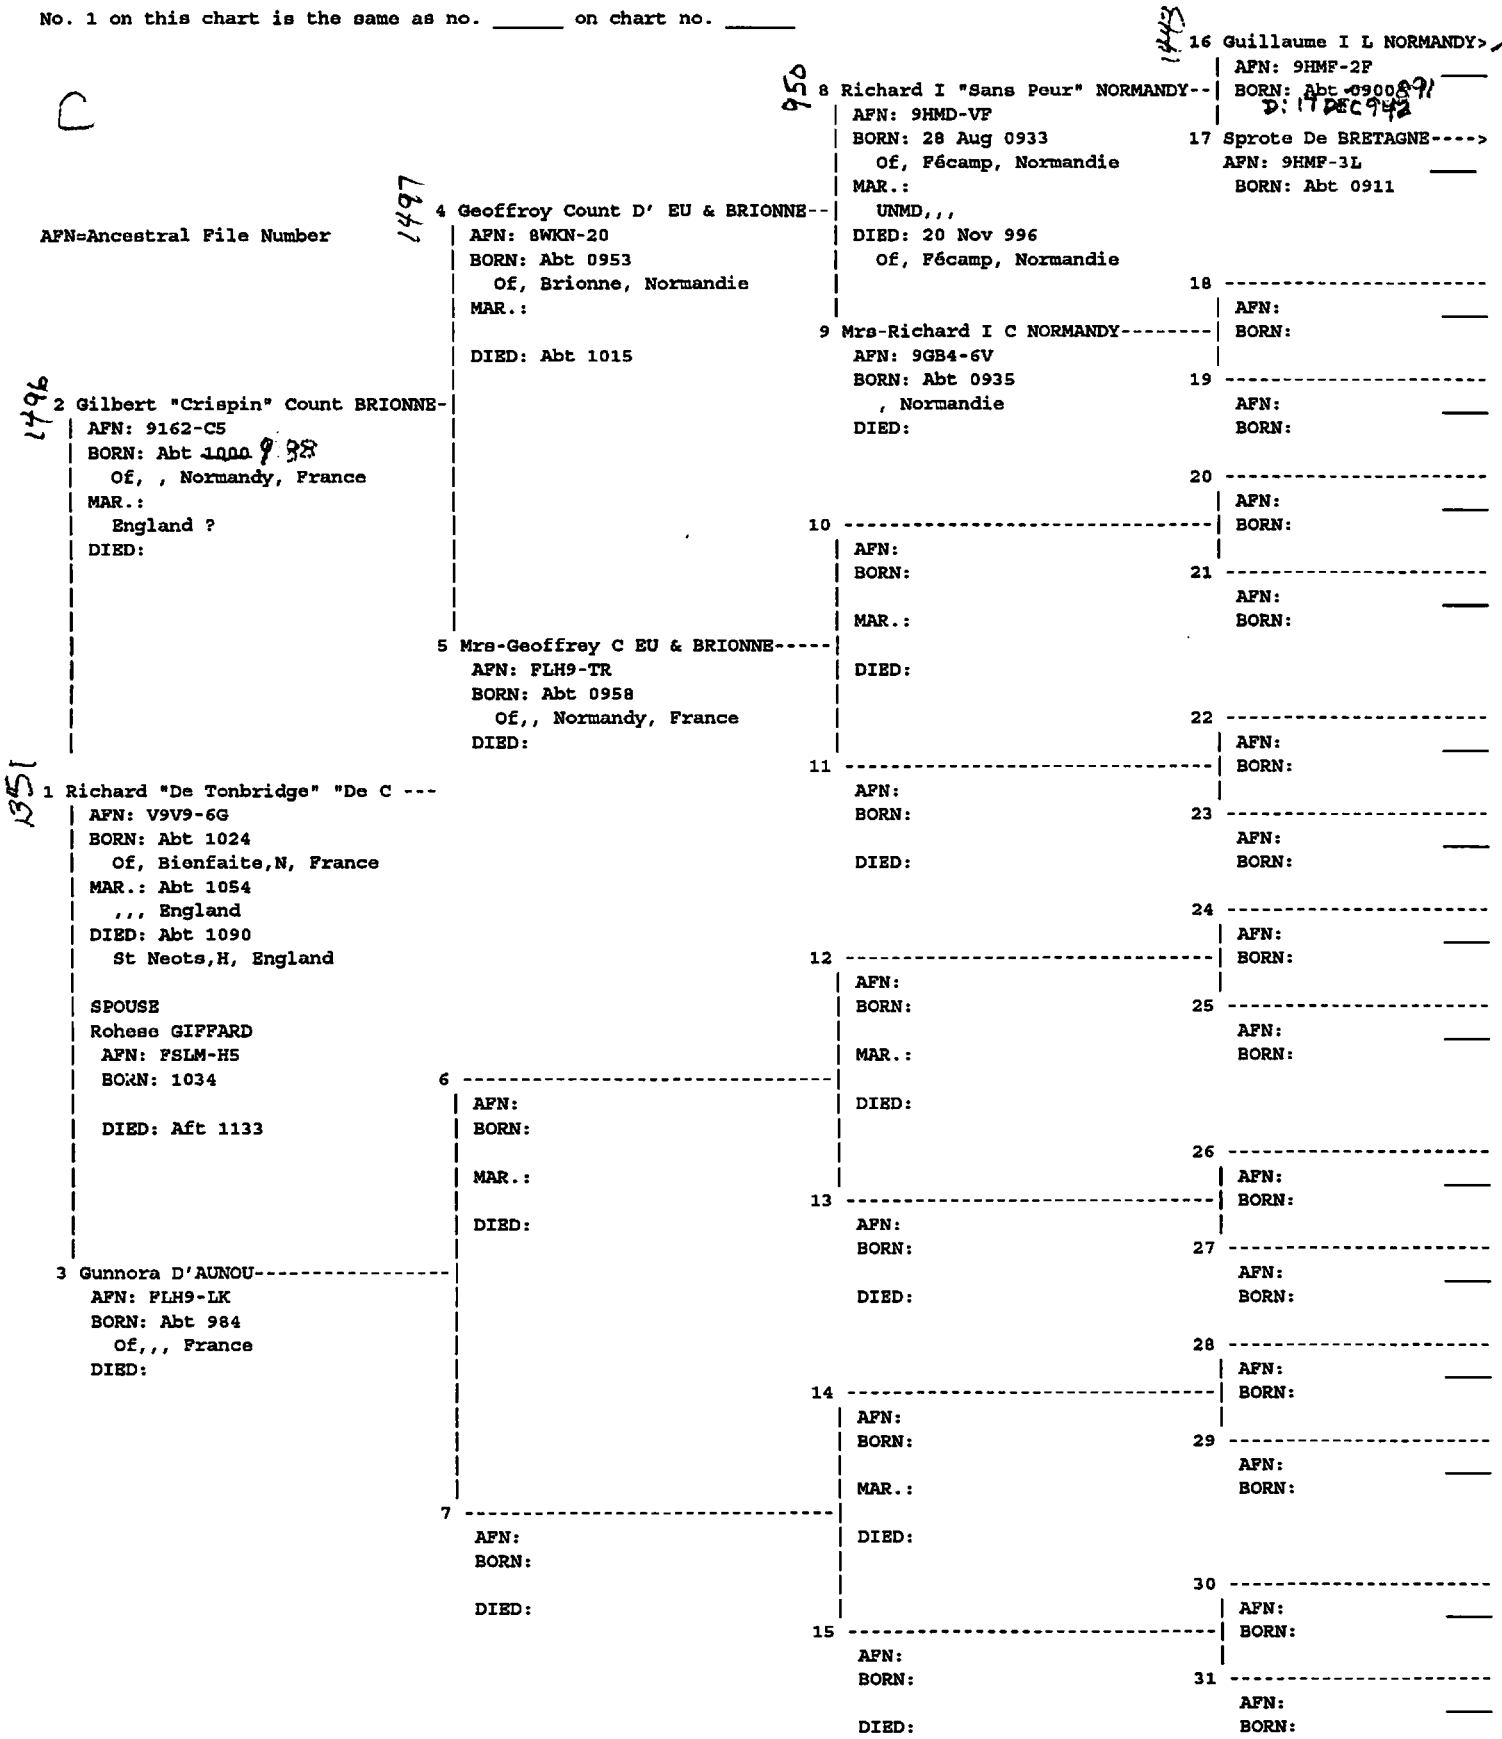 No. 1 on this chart is the same as no. ______ on chart no. ______
C
AFN=Ancestral File Number
1443
16 Guillaume I L NORMANDY>
AFN: 9HMF-2F
BORN: Abt 0900 891
D: 17 DEC 942
950
8 Richard I "Sans Peur" NORMANDY--
AFN: 9HMD-VF
BORN: 28 Aug 0933
Of, Fécamp, Normandie
MAR.:
UNMD,,,
DIED: 20 Nov 996
Of, Fécamp, Normandie
17 Sprote De BRETAGNE---->
AFN: 9HMF-3L
BORN: Abt 0911
1497
4 Geoffroy Count D' EU & BRIONNE--
AFN: 8WKN-20
BORN: Abt 0953
Of, Brionne, Normandie
MAR.:
DIED: Abt 1015
18 ----------------------
AFN:
BORN:
9 Mrs-Richard I C NORMANDY--------
AFN: 9GB4-6V
BORN: Abt 0935
, Normandie
DIED:
19 ----------------------
AFN:
BORN:
1496
2 Gilbert "Crispin" Count BRIONNE-
AFN: 9162-C5
BORN: Abt 1000 988
Of, , Normandy, France
MAR.:
England ?
DIED:
20 ----------------------
AFN:
BORN:
10 -------------------------------
AFN:
BORN:
MAR.:
DIED:
21 ----------------------
AFN:
BORN:
5 Mrs-Geoffrey C EU & BRIONNE-----
AFN: FLH9-TR
BORN: Abt 0958
Of,, Normandy, France
DIED:
22 ----------------------
AFN:
BORN:
11 -------------------------------
AFN:
BORN:
DIED:
23 ----------------------
AFN:
BORN:
1351
1 Richard "De Tonbridge" "De C ---
AFN: V9V9-6G
BORN: Abt 1024
Of, Bienfaite,N, France
MAR.: Abt 1054
,,, England
DIED: Abt 1090
St Neots,H, England
SPOUSE
Rohese GIFFARD
AFN: FSLM-H5
BORN: 1034
DIED: Aft 1133
24 ----------------------
AFN:
BORN:
12 -------------------------------
AFN:
BORN:
MAR.:
DIED:
25 ----------------------
AFN:
BORN:
6 -------------------------------
AFN:
BORN:
MAR.:
DIED:
26 ----------------------
AFN:
BORN:
13 -------------------------------
AFN:
BORN:
DIED:
27 ----------------------
AFN:
BORN:
3 Gunnora D'AUNOU-----------------
AFN: FLH9-LK
BORN: Abt 984
Of,,, France
DIED:
28 ----------------------
AFN:
BORN:
14 -------------------------------
AFN:
BORN:
MAR.:
DIED:
29 ----------------------
AFN:
BORN:
7 -------------------------------
AFN:
BORN:
DIED:
30 ----------------------
AFN:
BORN:
15 -------------------------------
AFN:
BORN:
DIED:
31 ----------------------
AFN:
BORN: